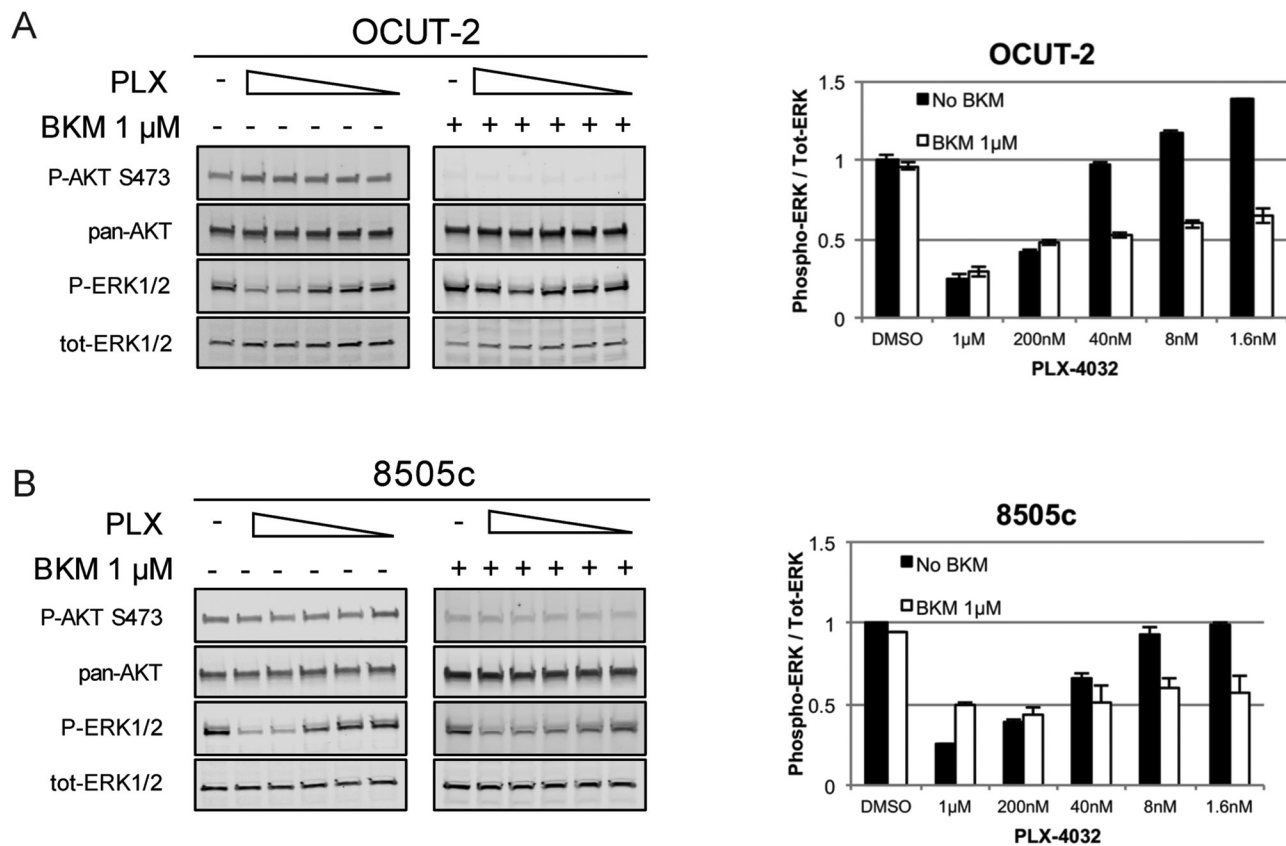 A
OCUT-2
PLX - -
BKM 1 µM - - - - - - + + + + + +
P-AKT S473
pan-AKT
P-ERK1/2
tot-ERK1/2
OCUT-2
Phospho-ERK / Tot-ERK
1.5
1
0.5
0
No BKM
BKM 1µM
DMSO 1µM 200nM 40nM 8nM 1.6nM
PLX-4032
B
8505c
PLX - -
BKM 1 µM - - - - - - + + + + + +
P-AKT S473
pan-AKT
P-ERK1/2
tot-ERK1/2
8505c
Phospho-ERK / Tot-ERK
1.5
1
0.5
0
No BKM
BKM 1µM
DMSO 1µM 200nM 40nM 8nM 1.6nM
PLX-4032